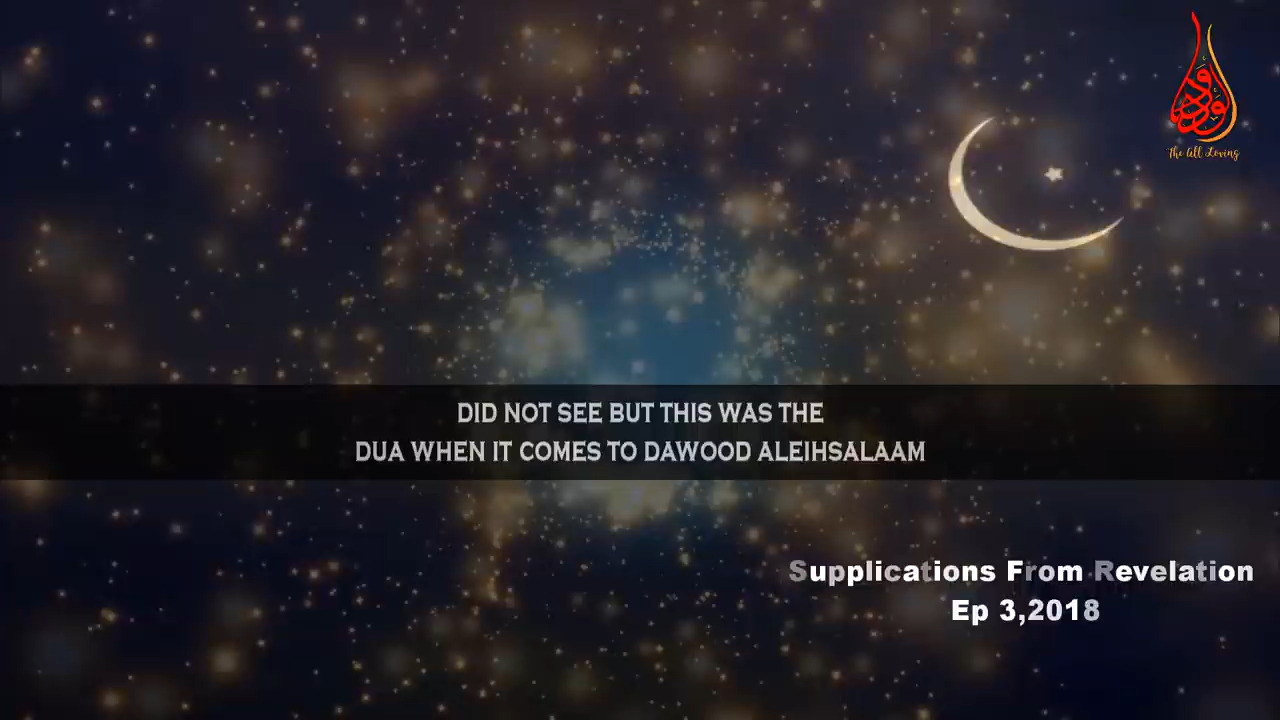 الودود
The All Loving
DID NOT SEE BUT THIS WAS THE
DUA WHEN IT COMES TO DAWOOD ALEIHSALAAM
Supplications From Revelation
Ep 3,2018